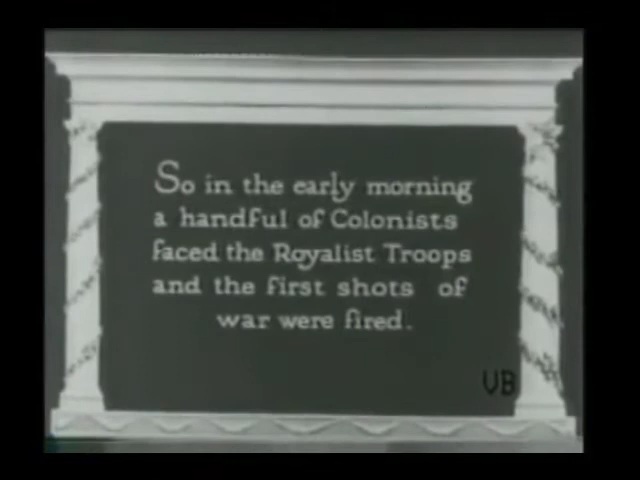 So in the early morning
a handful of Colonists
faced the Royalist Troops
and the first shots of
war were fired.
VB